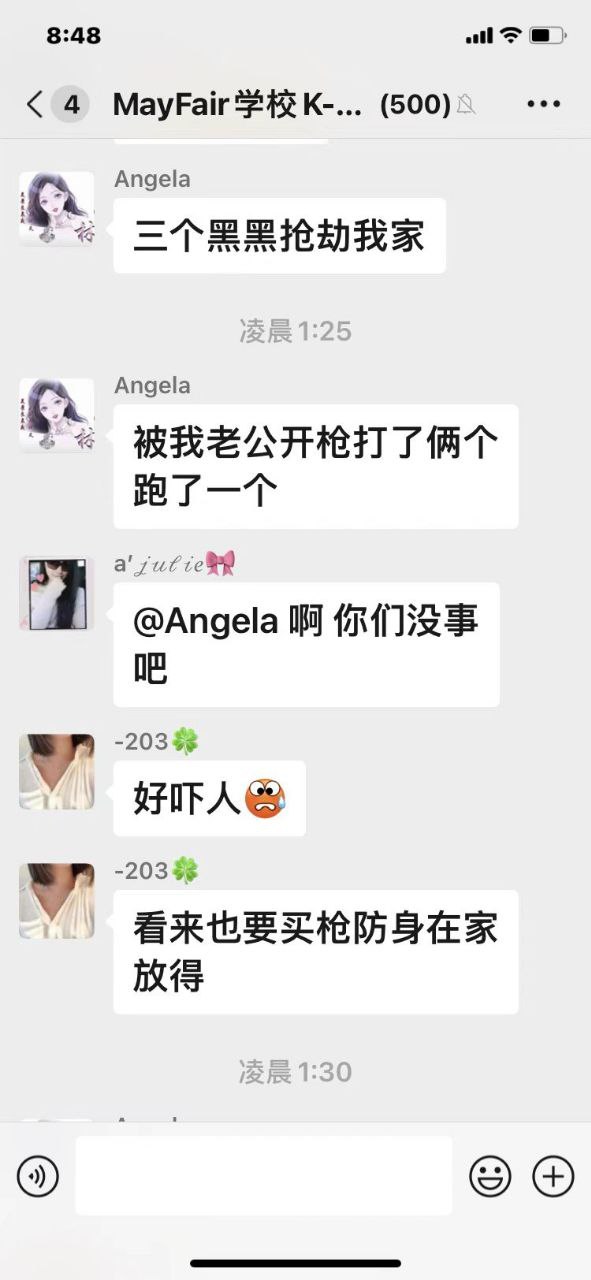 8:48
4 MayFair学校K-... (500)
Angela
三个黑黑抢劫我家
凌晨1:25
Angela
被我老公开枪打了俩个
跑了一个
a′𝒿𝓊𝓁𝒾ℯ🎀
@Angela 啊 你们没事
吧
-203🍀
好吓人😰
-203🍀
看来也要买枪防身在家
放得
凌晨1:30